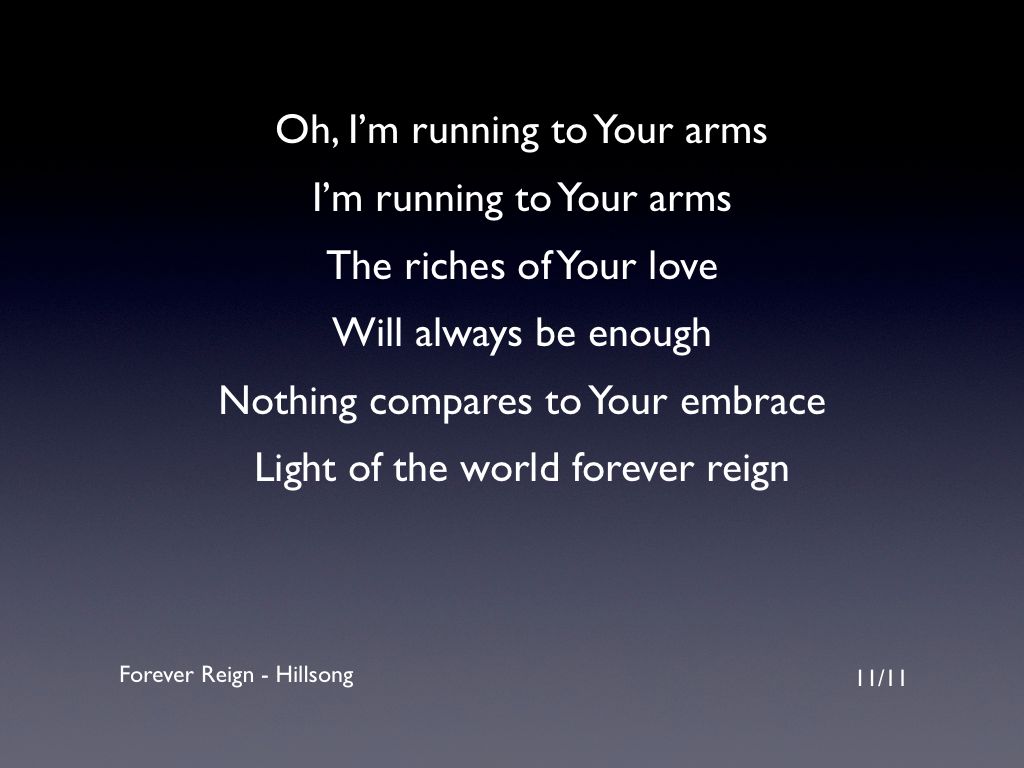 Oh, I’m running to Your arms
I’m running to Your arms
The riches of Your love
Will always be enough
Nothing compares to Your embrace
Light of the world forever reign
Forever Reign - Hillsong
11/11